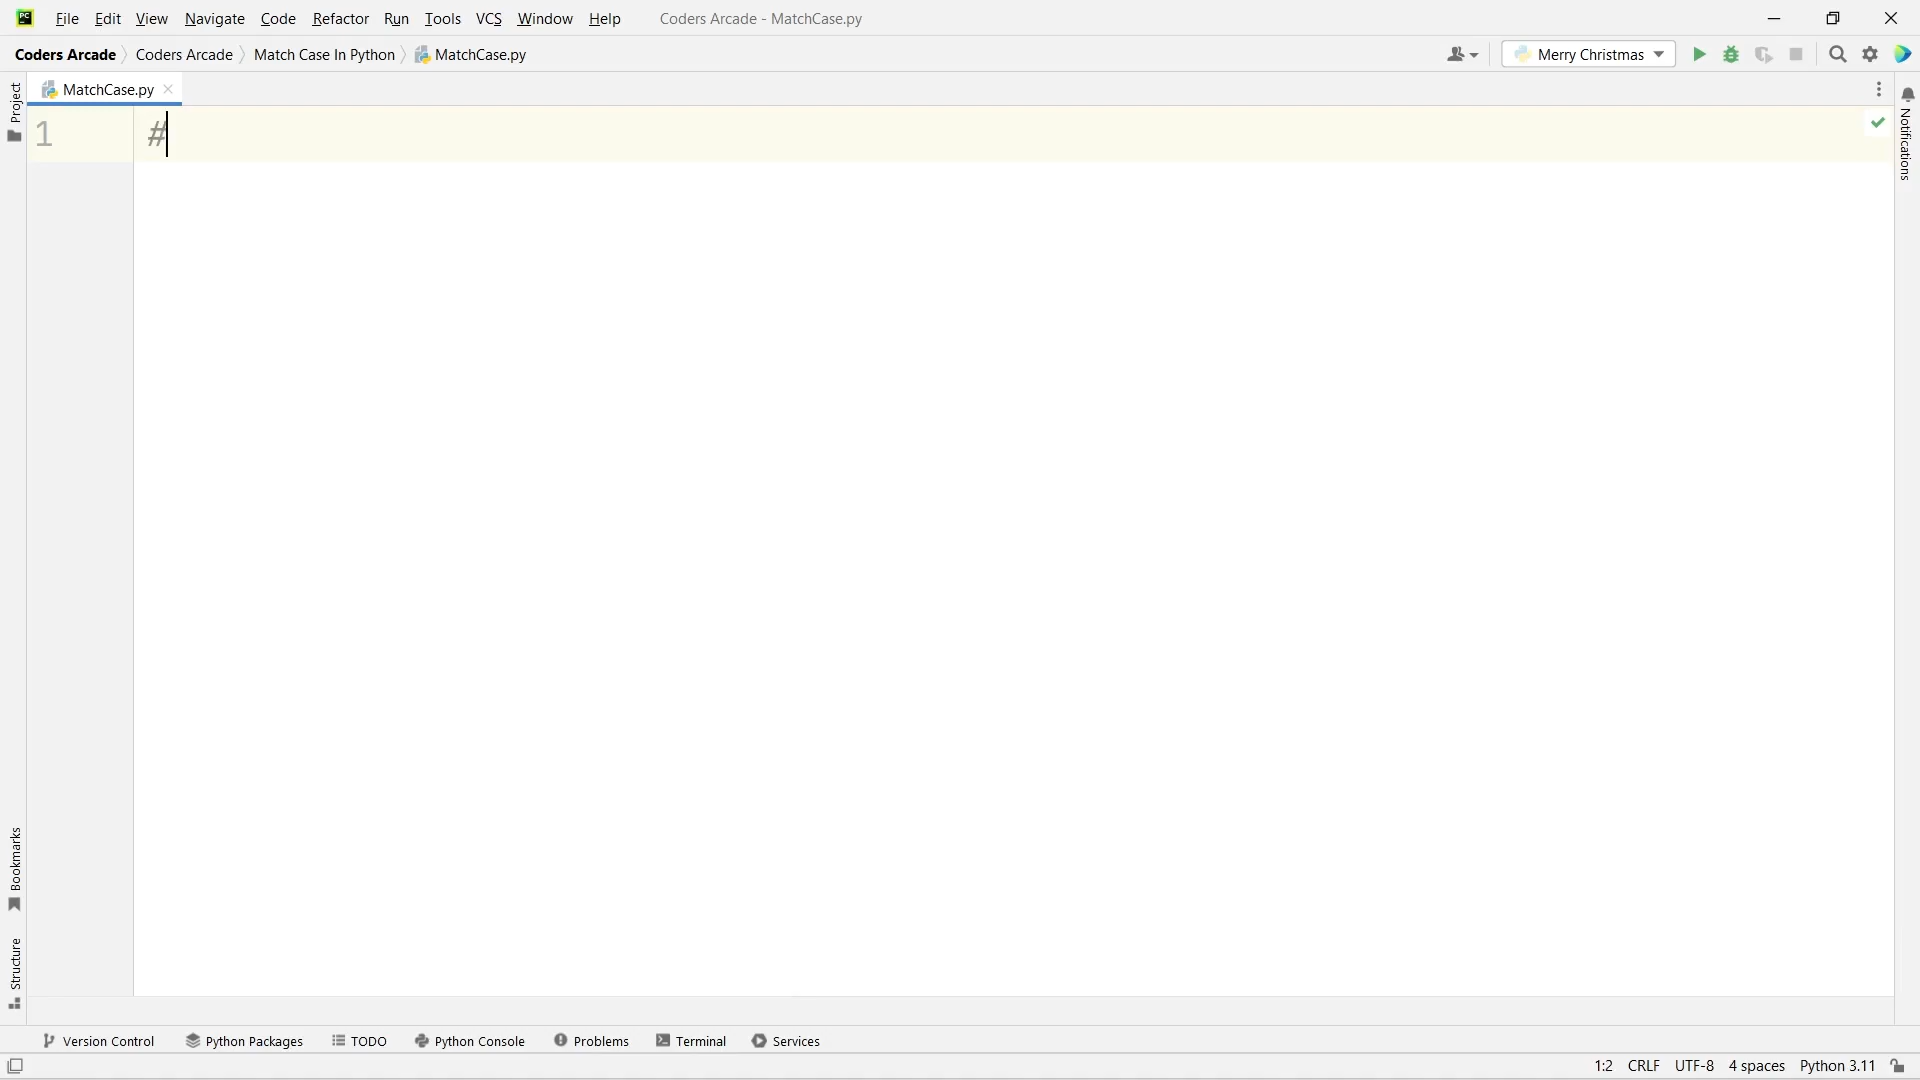 PC
File Edit View Navigate Code Refactor Run Tools VCS Window Help Coders Arcade - MatchCase.py
Coders Arcade Coders Arcade Match Case In Python MatchCase.py Merry Christmas
Project
MatchCase.py
Notifications
1 #
Bookmarks
Structure
Version Control Python Packages TODO Python Console Problems Terminal Services
1:2 CRLF UTF-8 4 spaces Python 3.11